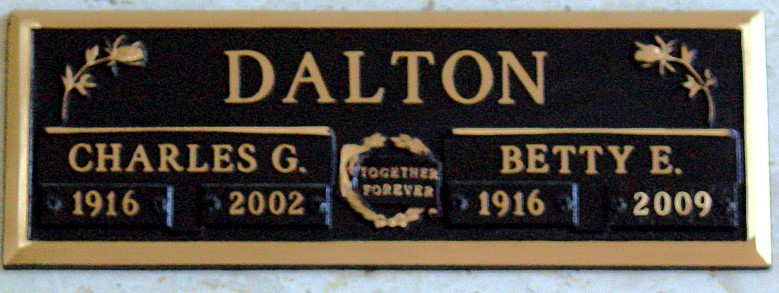 DALTON
CHARLES G.
1916 2002
TOGETHER
FOREVER
BETTY E.
1916 2009